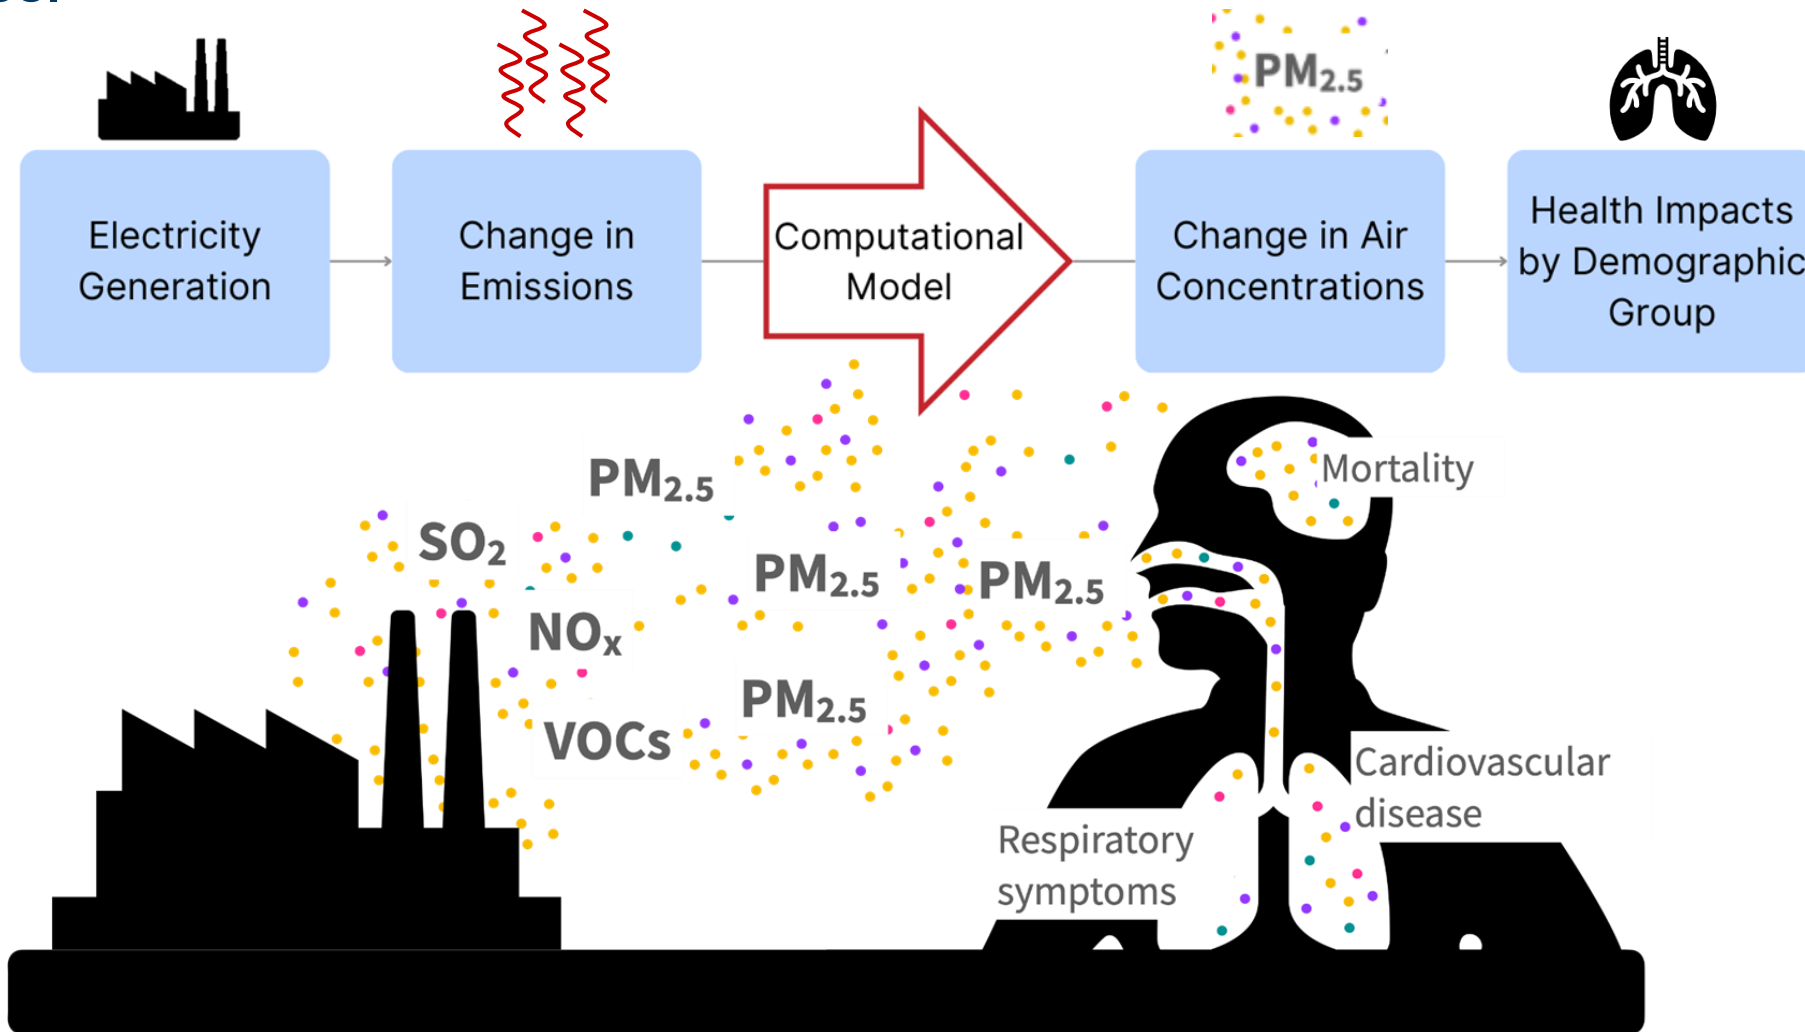 PM₂.₅
Electricity
Generation
Change in
Emissions
Computational
Model
Change in Air
Concentrations
Health Impacts
by Demographic
Group
PM₂.₅
SO₂
PM₂.₅
PM₂.₅
NOₓ
PM₂.₅
VOCs
Mortality
Cardiovascular
disease
Respiratory
symptoms